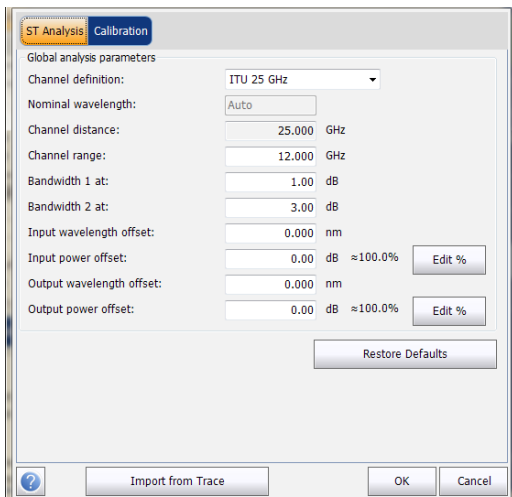 ST Analysis Calibration
Global analysis parameters
Channel definition: ITU 25 GHz
Nominal wavelength: Auto
Channel distance: 25.000 GHz
Channel range: 12.000 GHz
Bandwidth 1 at: 1.00 dB
Bandwidth 2 at: 3.00 dB
Input wavelength offset: 0.000 nm
Input power offset: 0.00 dB ≈100.0% Edit %
Output wavelength offset: 0.000 nm
Output power offset: 0.00 dB ≈100.0% Edit %
Restore Defaults
? Import from Trace OK Cancel